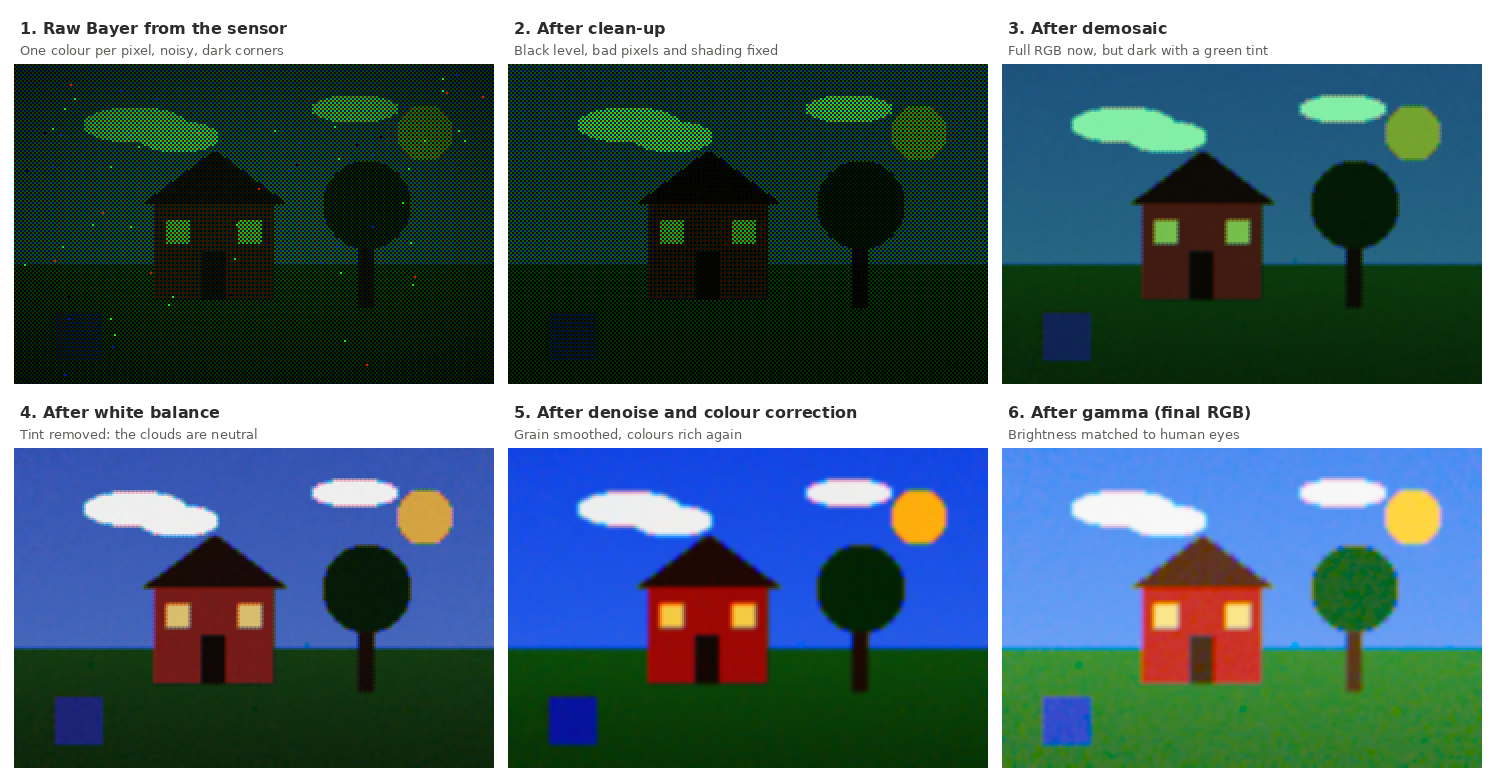 1. Raw Bayer from the sensor
One colour per pixel, noisy, dark corners
2. After clean-up
Black level, bad pixels and shading fixed
3. After demosaic
Full RGB now, but dark with a green tint
4. After white balance
Tint removed: the clouds are neutral
5. After denoise and colour correction
Grain smoothed, colours rich again
6. After gamma (final RGB)
Brightness matched to human eyes